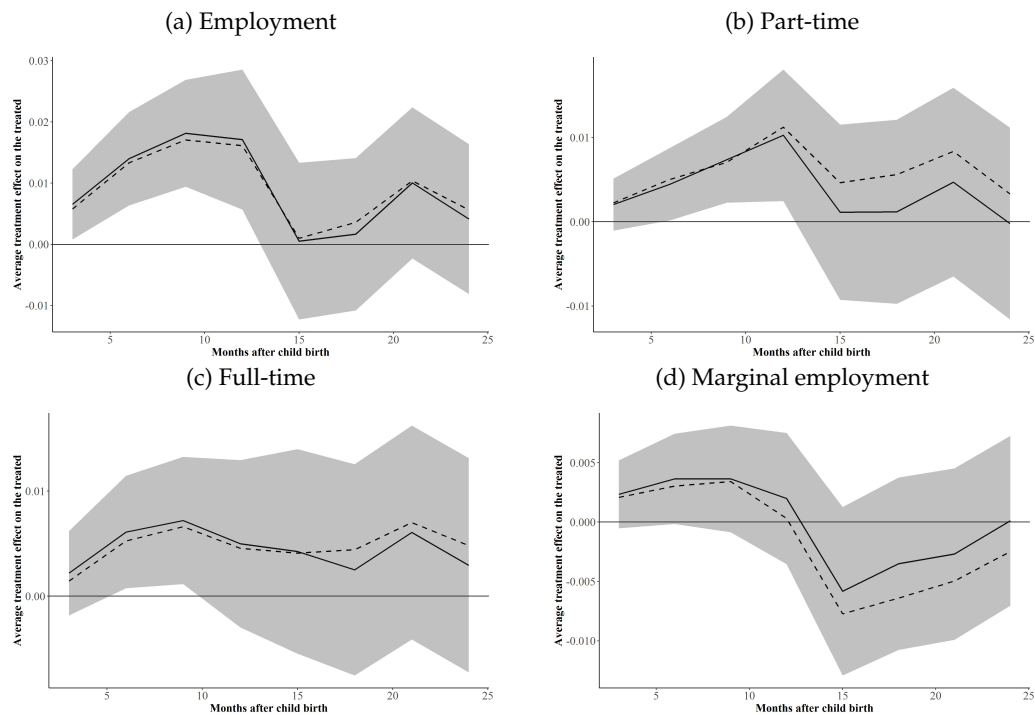 (a) Employment
Average treatment effect on the treated
0.03
0.02
0.01
0.00
-0.01
5
10
15
20
25
Months after child birth
(b) Part-time
Average treatment effect on the treated
0.01
0.00
-0.01
5
10
15
20
25
Months after child birth
(c) Full-time
Average treatment effect on the treated
0.01
0.00
5
10
15
20
25
Months after child birth
(d) Marginal employment
Average treatment effect on the treated
0.005
0.000
-0.005
-0.010
5
10
15
20
25
Months after child birth